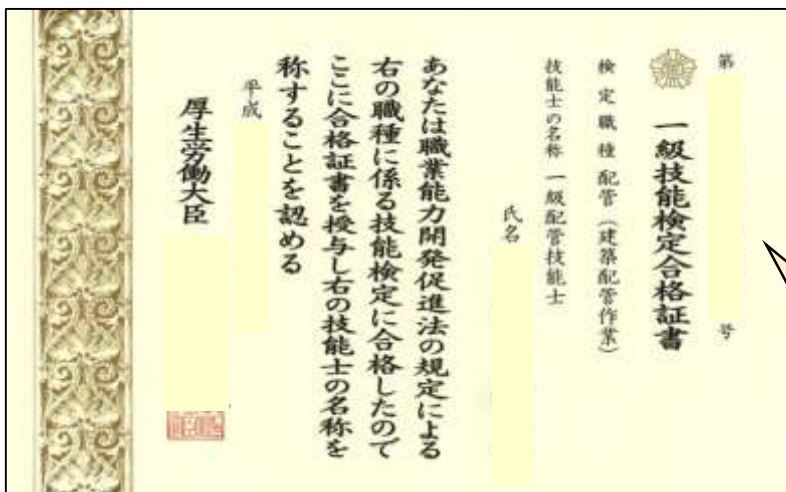 第 号
一級技能検定合格証書
検定職種 配管（建築配管作業）
技能士の名称 一級配管技能士
氏名
あなたは職業能力開発促進法の規定による
右の職種に係る技能検定に合格したので
ここに合格証書を授与し右の技能士の名称を
称することを認める
平成
厚生労働大臣